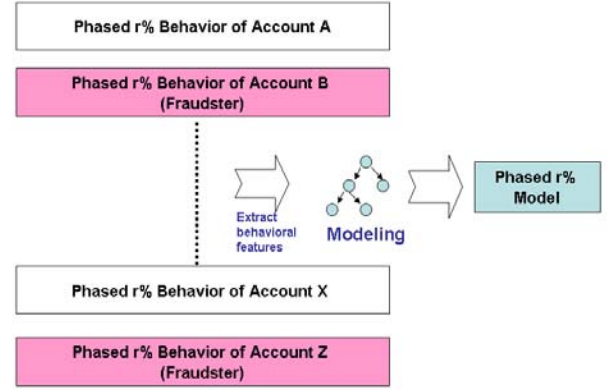 Phased r% Behavior of Account A
Phased r% Behavior of Account B
(Fraudster)
Extract
behavioral
features
Modeling
Phased r%
Model
Phased r% Behavior of Account X
Phased r% Behavior of Account Z
(Fraudster)